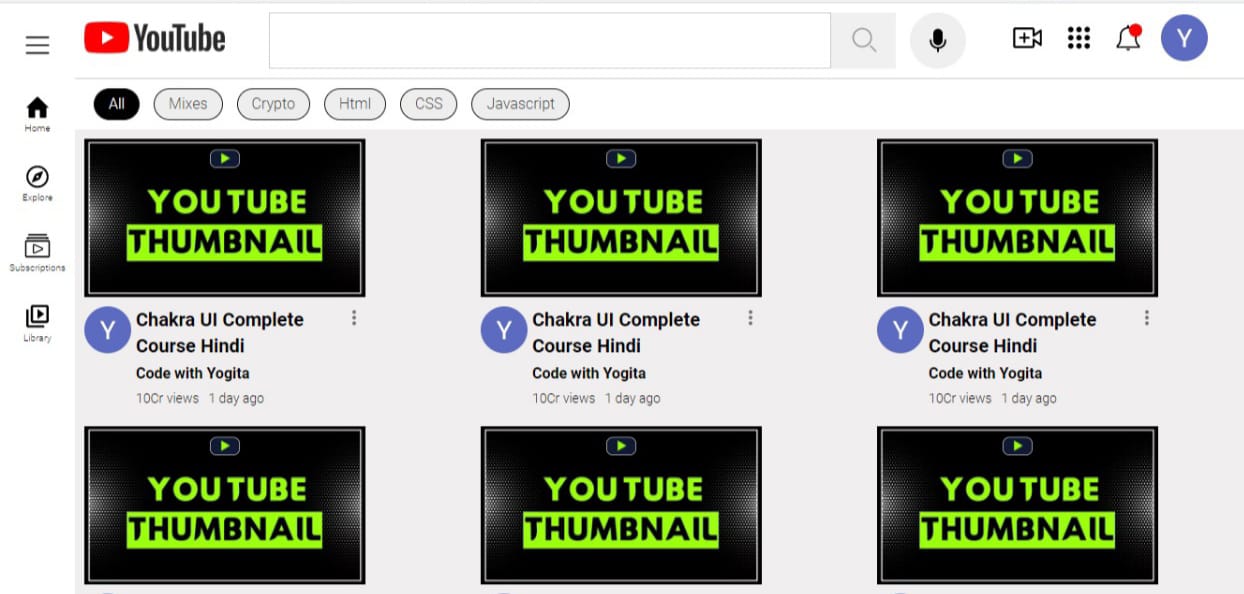 YouTube
Y
All Mixes Crypto Html CSS Javascript
Home
Explore
Subscriptions
Library
YOUTUBE
THUMBNAIL
YOUTUBE
THUMBNAIL
YOUTUBE
THUMBNAIL
Y
Chakra UI Complete
Course Hindi
Code with Yogita
10Cr views 1 day ago
Y
Chakra UI Complete
Course Hindi
Code with Yogita
10Cr views 1 day ago
Y
Chakra UI Complete
Course Hindi
Code with Yogita
10Cr views 1 day ago
YOUTUBE
THUMBNAIL
YOUTUBE
THUMBNAIL
YOUTUBE
THUMBNAIL